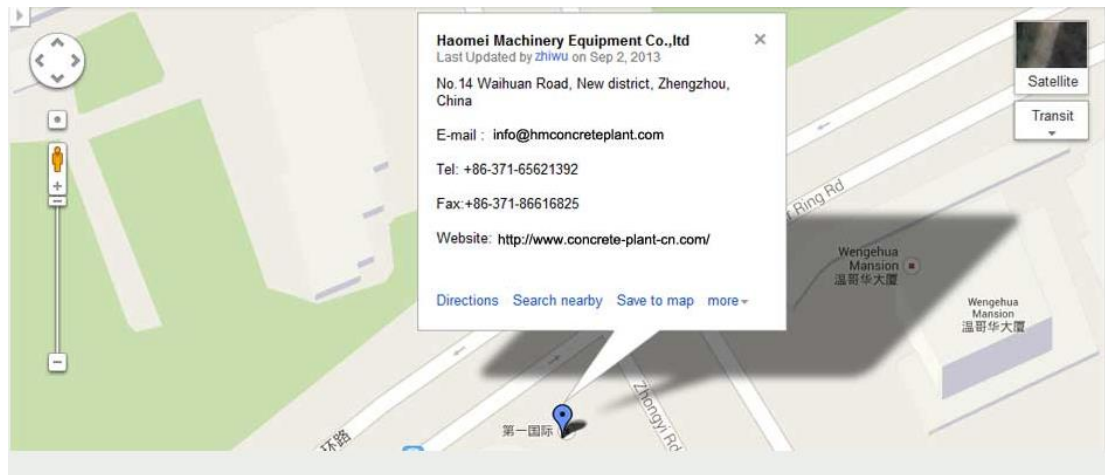 Haomei Machinery Equipment Co.,ltd
Last Updated by zhiwu on Sep 2, 2013
No.14 Waihuan Road, New district, Zhengzhou,
China
E-mail : info@hmconcreteplant.com
Tel: +86-371-65621392
Fax:+86-371-86616825
Website: http://www.concrete-plant-cn.com/
Directions Search nearby Save to map more
Satellite
Transit
Ring Rd
Wengehua
Mansion
温哥华大厦
Wengehua
Mansion
温哥华大厦
Zhongyi Rd
第一国际
环路